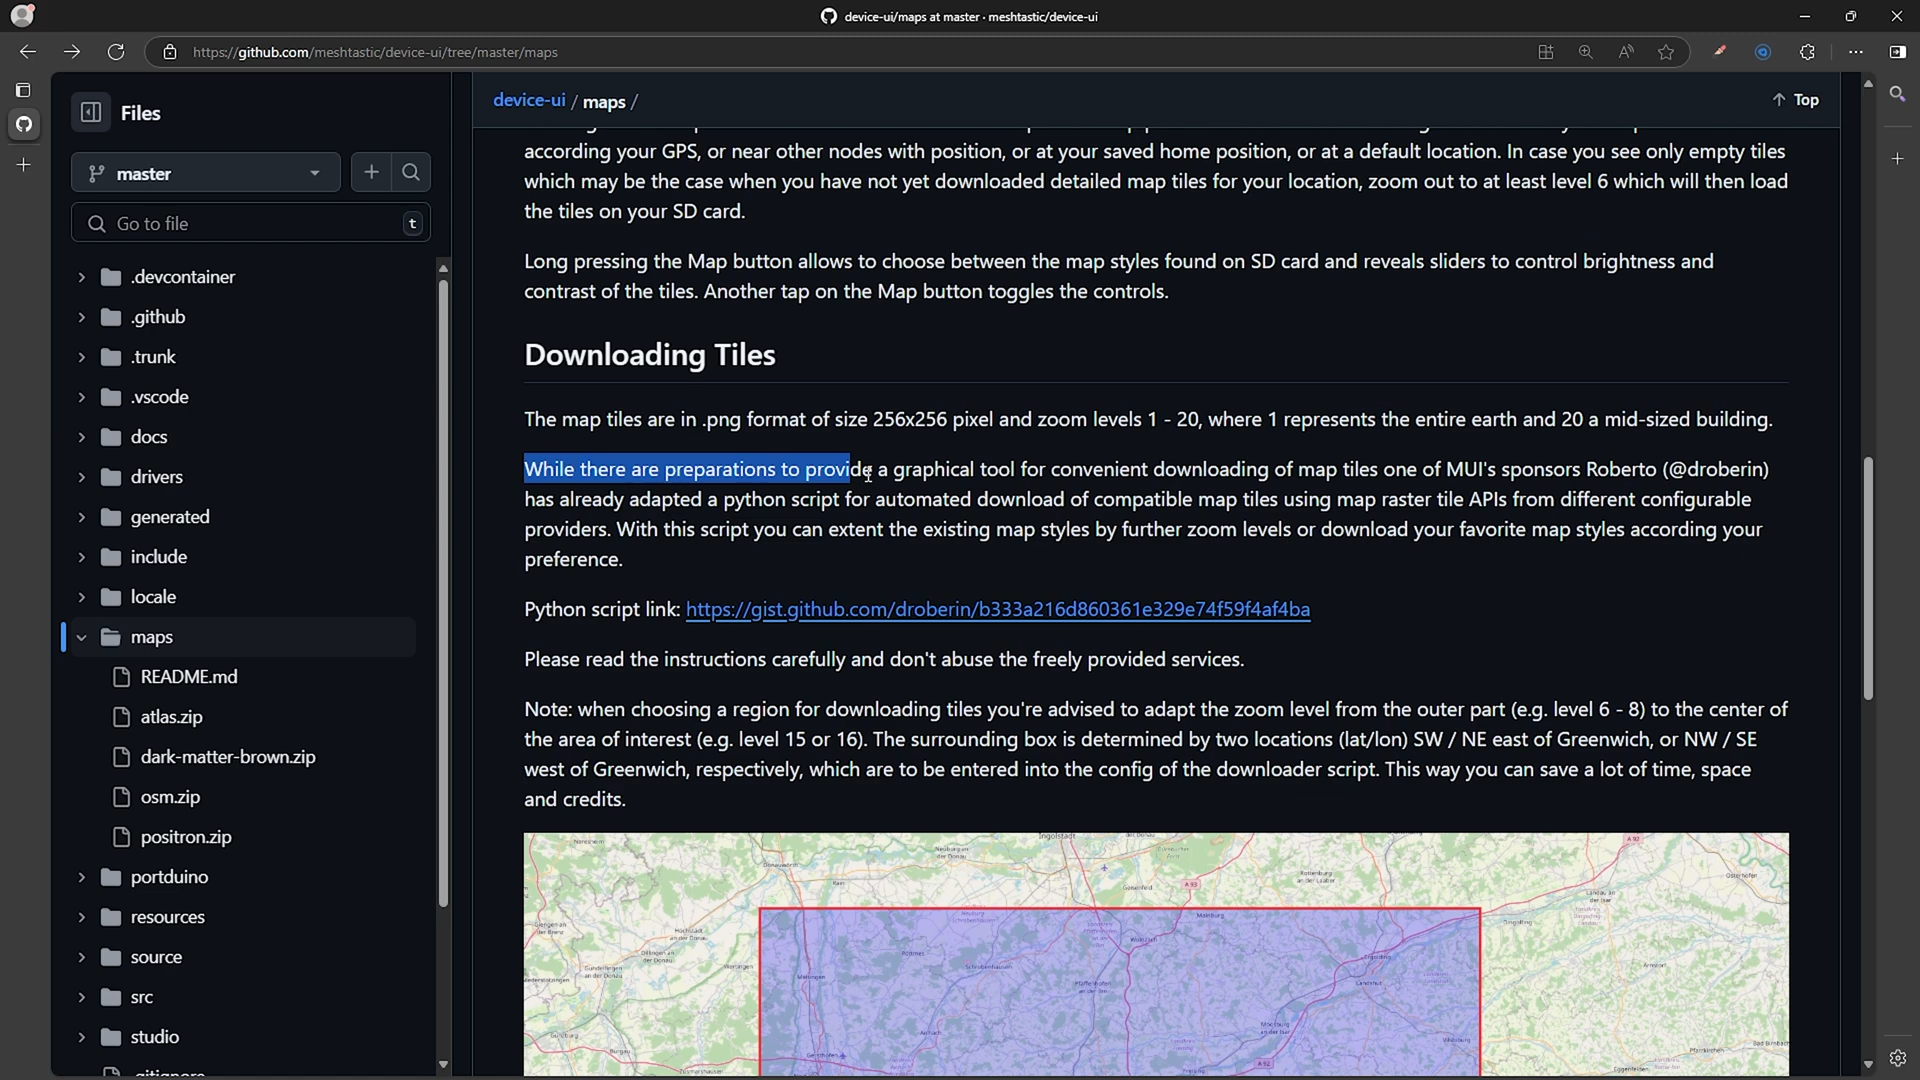 device-ui/maps at master · meshtastic/device-ui
https://github.com/meshtastic/device-ui/tree/master/maps
Files
master
Go to file
t
.devcontainer
.github
.trunk
.vscode
docs
drivers
generated
include
locale
maps
README.md
atlas.zip
dark-matter-brown.zip
osm.zip
positron.zip
portduino
resources
source
src
studio
.gitignore
device-ui / maps /
Top
according your GPS, or near other nodes with position, or at your saved home position, or at a default location. In case you see only empty tiles
which may be the case when you have not yet downloaded detailed map tiles for your location, zoom out to at least level 6 which will then load
the tiles on your SD card.
Long pressing the Map button allows to choose between the map styles found on SD card and reveals sliders to control brightness and
contrast of the tiles. Another tap on the Map button toggles the controls.
Downloading Tiles
The map tiles are in .png format of size 256x256 pixel and zoom levels 1 - 20, where 1 represents the entire earth and 20 a mid-sized building.
While there are preparations to provide a graphical tool for convenient downloading of map tiles one of MUI's sponsors Roberto (@droberin)
has already adapted a python script for automated download of compatible map tiles using map raster tile APIs from different configurable
providers. With this script you can extent the existing map styles by further zoom levels or download your favorite map styles according your
preference.
Python script link: https://gist.github.com/droberin/b333a216d860361e329e74f59f4af4ba
Please read the instructions carefully and don't abuse the freely provided services.
Note: when choosing a region for downloading tiles you're advised to adapt the zoom level from the outer part (e.g. level 6 - 8) to the center of
the area of interest (e.g. level 15 or 16). The surrounding box is determined by two locations (lat/lon) SW / NE east of Greenwich, or NW / SE
west of Greenwich, respectively, which are to be entered into the config of the downloader script. This way you can save a lot of time, space
and credits.
Ingolstadt
A 92
A 93
Geisenfeld
Mainburg
Landshut
A 92